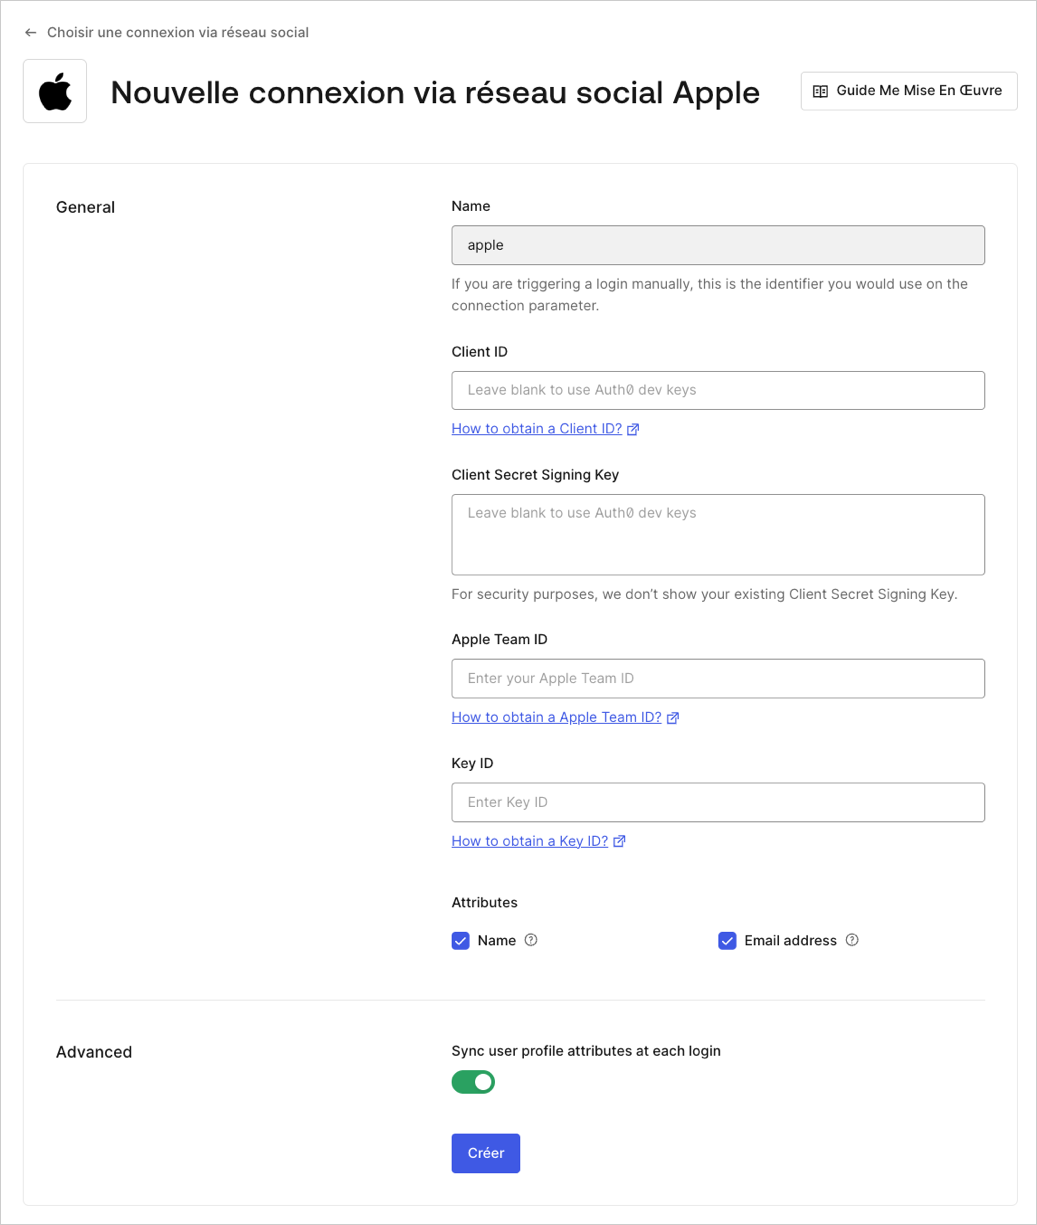 Choisir une connexion via réseau social
Nouvelle connexion via réseau social Apple
Guide Me Mise En Œuvre
General
Name
apple
If you are triggering a login manually, this is the identifier you would use on the
connection parameter.
Client ID
Leave blank to use Auth0 dev keys
How to obtain a Client ID?
Client Secret Signing Key
Leave blank to use Auth0 dev keys
For security purposes, we don’t show your existing Client Secret Signing Key.
Apple Team ID
Enter your Apple Team ID
How to obtain a Apple Team ID?
Key ID
Enter Key ID
How to obtain a Key ID?
Attributes
Name
Email address
Advanced
Sync user profile attributes at each login
Créer